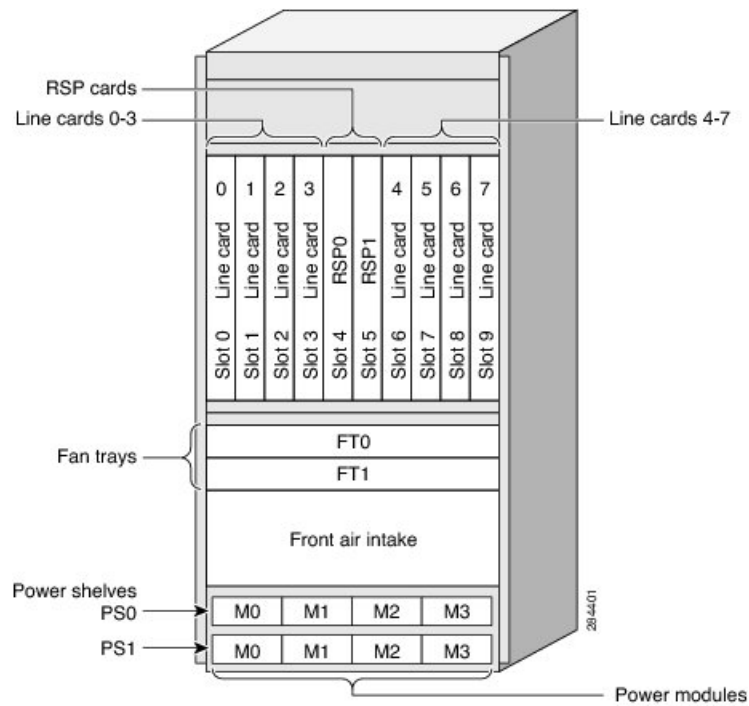 RSP cards
Line cards 0-3
Line cards 4-7
0 1 2 3 4 5 6 7
Slot 0 Line card
Slot 1 Line card
Slot 2 Line card
Slot 3 Line card
Slot 4 RSP0
Slot 5 RSP1
Slot 6 Line card
Slot 7 Line card
Slot 8 Line card
Slot 9 Line card
Fan trays
FT0
FT1
Front air intake
Power shelves
PS0
M0 M1 M2 M3
PS1
M0 M1 M2 M3
284401
Power modules